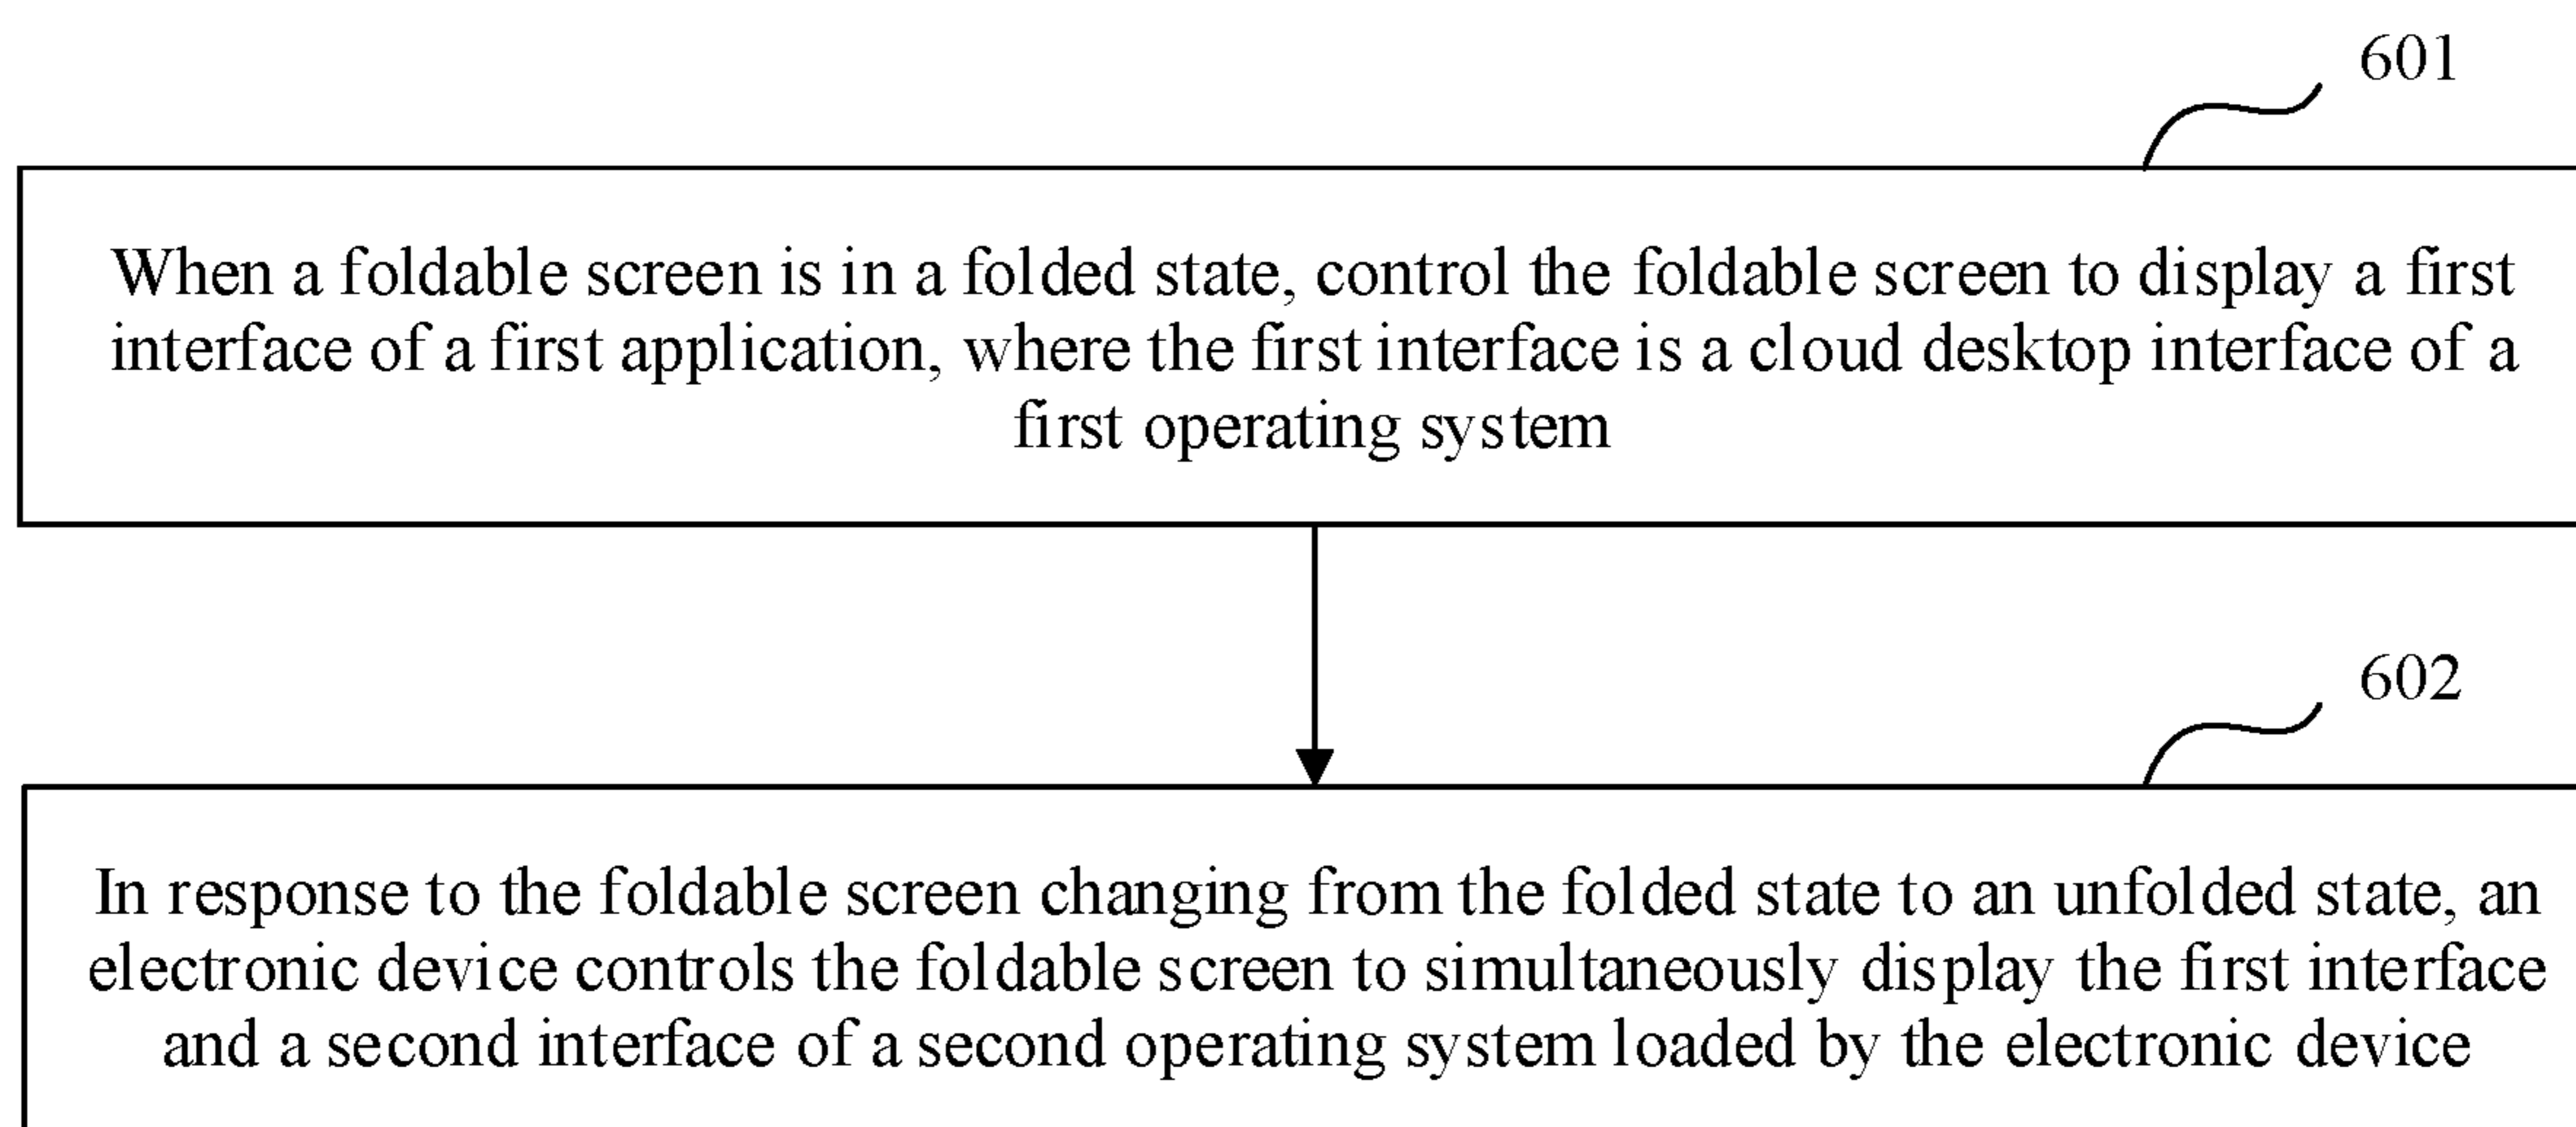 601
When a foldable screen is in a folded state, control the foldable screen to display a first
interface of a first application, where the first interface is a cloud desktop interface of a
first operating system
602
In response to the foldable screen changing from the folded state to an unfolded state, an
electronic device controls the foldable screen to simultaneously display the first interface
and a second interface of a second operating system loaded by the electronic device